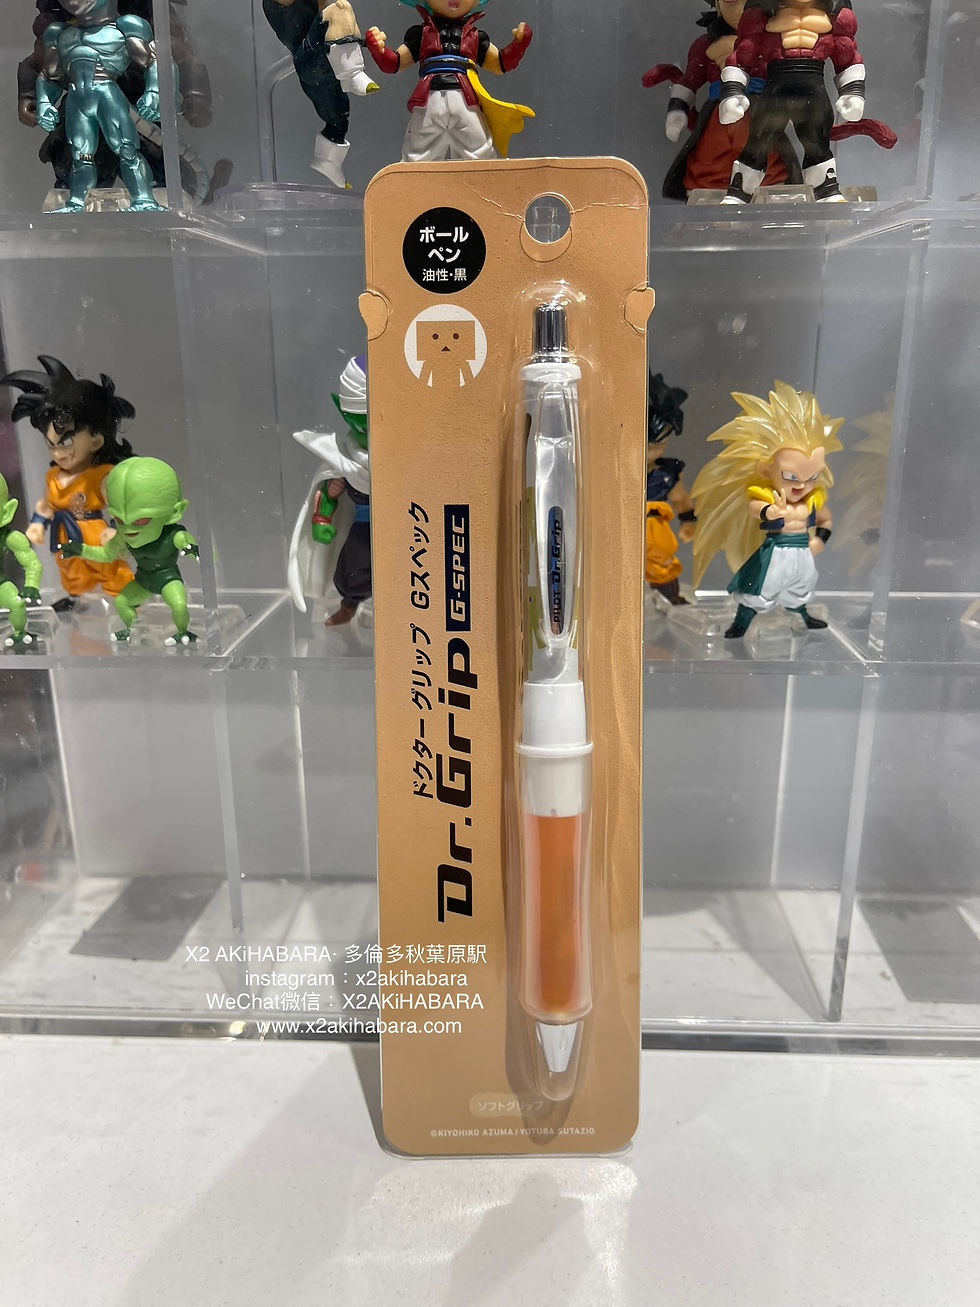 ボール
ペン
油性・黒
ドクターグリップ Gスペック
Dr.Grip G-SPEC
PILOT Dr.Grip
X2 AKiHABARA· 多倫多秋葉原駅
instagram：x2akihabara
WeChat微信：X2AKiHABARA
www.x2akihabara.com
ソフトグリップ
©KIYOHIKO AZUMA/YOTUBA SUTAZIO